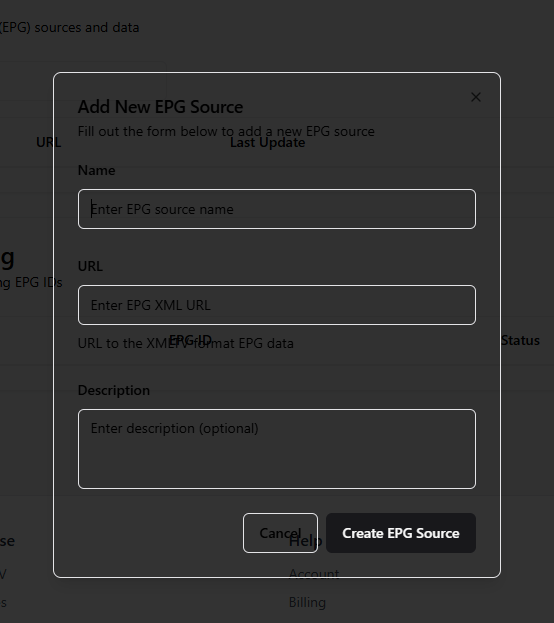 (EPG) sources and data
Add New EPG Source
Fill out the form below to add a new EPG source
URL
Last Update
Name
Enter EPG source name
g
ng EPG IDs
URL
Enter EPG XML URL
EPG ID
Status
URL to the XMLTV format EPG data
Description
Enter description (optional)
Cancel
Create EPG Source
se
Help
V
Account
s
Billing